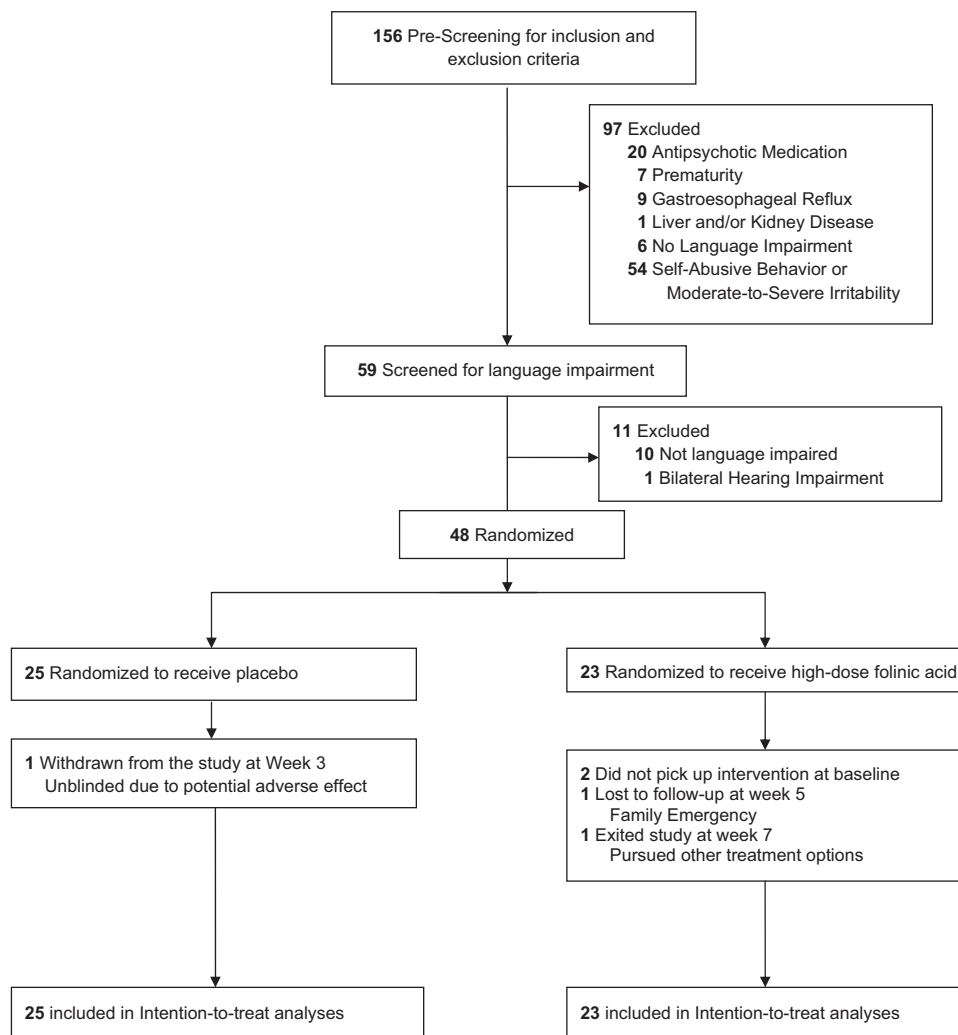 156 Pre-Screening for inclusion and
exclusion criteria
97 Excluded
20 Antipsychotic Medication
7 Prematurity
9 Gastroesophageal Reflux
1 Liver and/or Kidney Disease
6 No Language Impairment
54 Self-Abusive Behavior or
Moderate-to-Severe Irritability
59 Screened for language impairment
11 Excluded
10 Not language impaired
1 Bilateral Hearing Impairment
48 Randomized
25 Randomized to receive placebo
23 Randomized to receive high-dose folinic acid
1 Withdrawn from the study at Week 3
Unblinded due to potential adverse effect
2 Did not pick up intervention at baseline
1 Lost to follow-up at week 5
Family Emergency
1 Exited study at week 7
Pursued other treatment options
25 included in Intention-to-treat analyses
23 included in Intention-to-treat analyses